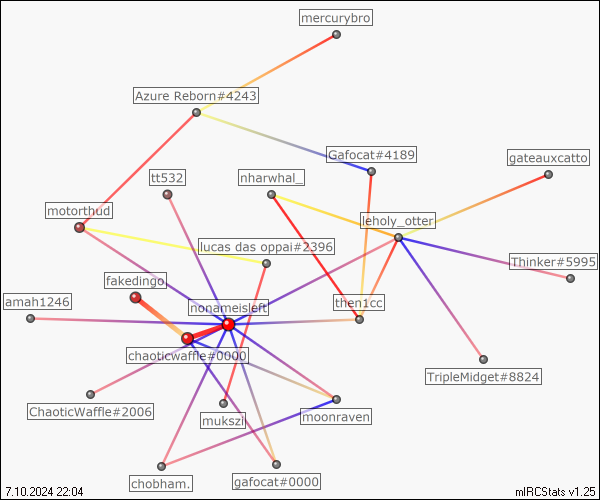 mercurybro
Azure Reborn#4243
Gafocat#4189
gateauxcatto
tt532
nharwhal_
motorthud
leholy_otter
lucas das oppai#2396
Thinker#5995
fakedingo
amah1246
nonameisleft
then1cc
chaoticwaffle#0000
TripleMidget#8824
ChaoticWaffle#2006
mukszi
moonraven
chobham.
gafocat#0000
7.10.2024 22:04
mIRCStats v1.25